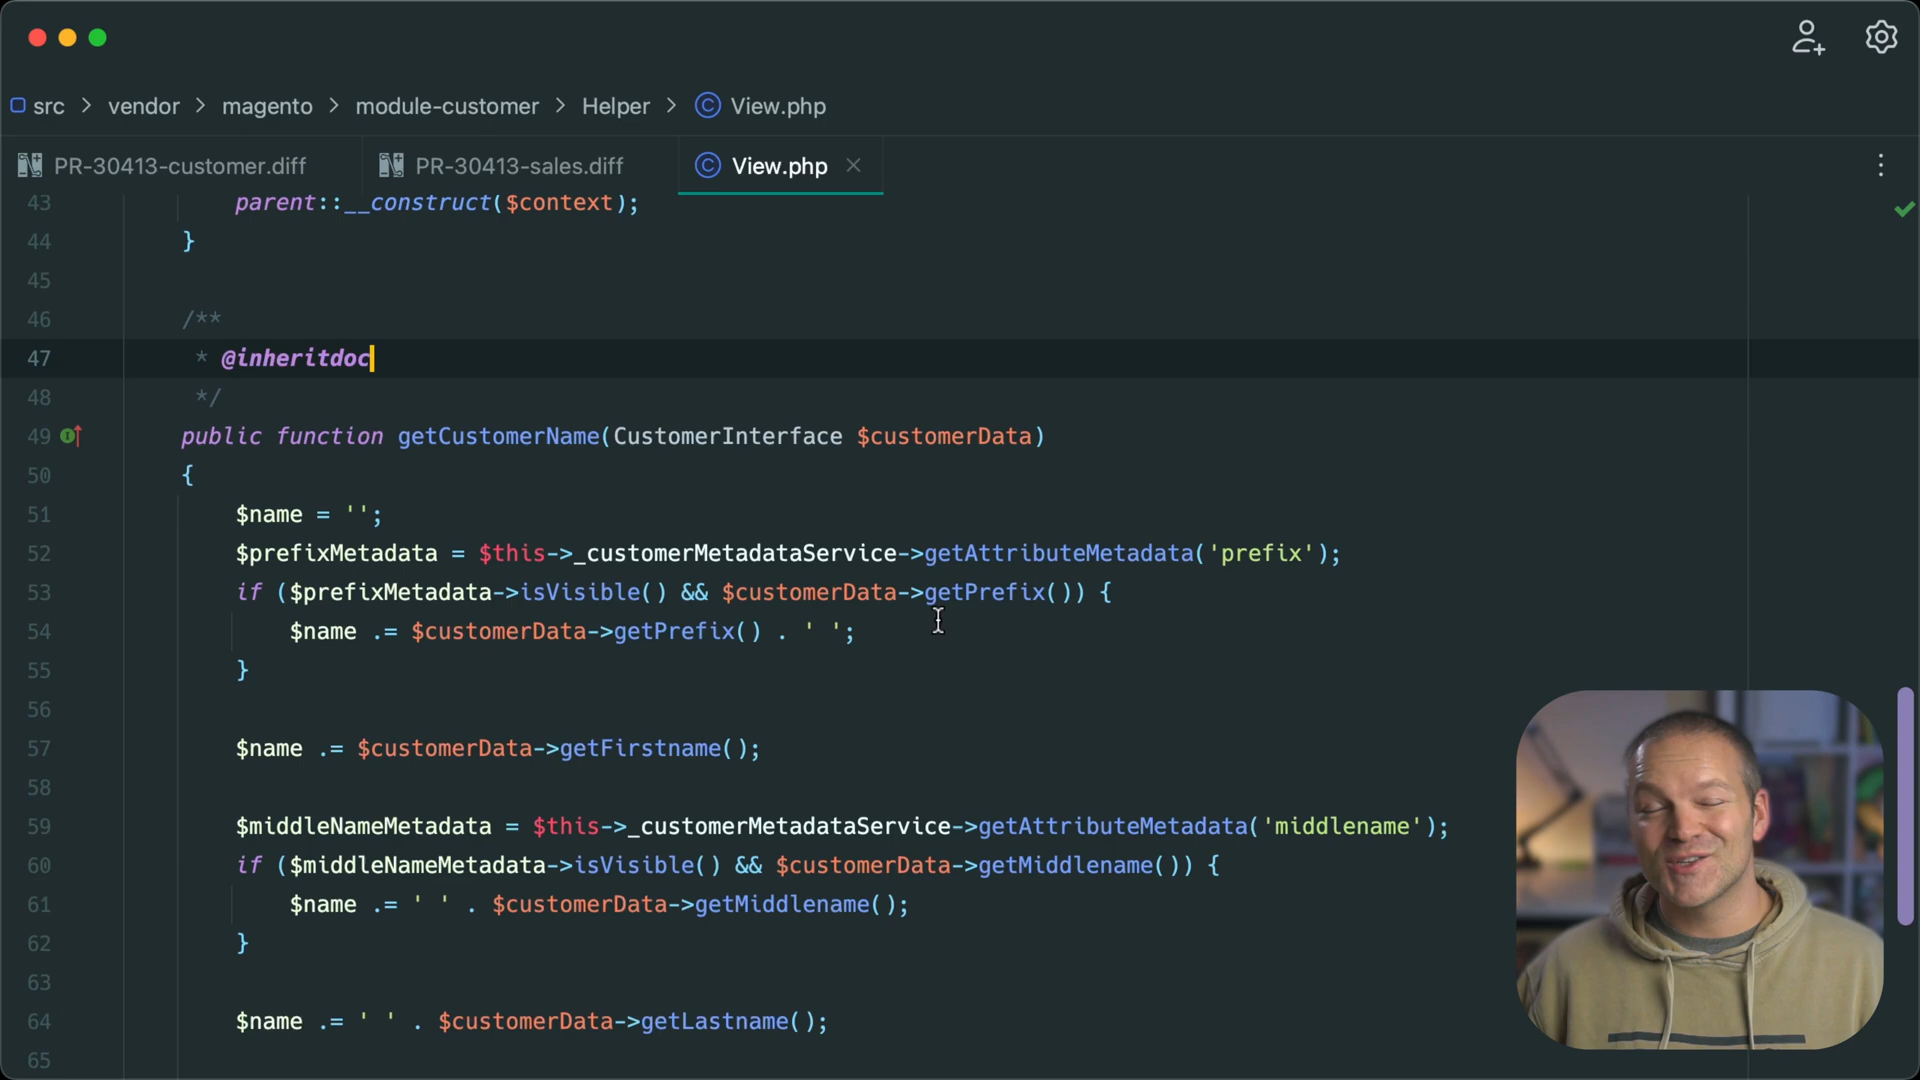 src > vendor > magento > module-customer > Helper > © View.php
PR-30413-customer.diff PR-30413-sales.diff © View.php ×
43 parent::__construct($context);
44 }
45
46 /**
47 * @inheritdoc
48 */
49 public function getCustomerName(CustomerInterface $customerData)
50 {
51 $name = '';
52 $prefixMetadata = $this->_customerMetadataService->getAttributeMetadata('prefix');
53 if ($prefixMetadata->isVisible() && $customerData->getPrefix()) {
54 $name .= $customerData->getPrefix() . ' ';
55 }
56
57 $name .= $customerData->getFirstname();
58
59 $middleNameMetadata = $this->_customerMetadataService->getAttributeMetadata('middlename');
60 if ($middleNameMetadata->isVisible() && $customerData->getMiddlename()) {
61 $name .= ' ' . $customerData->getMiddlename();
62 }
63
64 $name .= ' ' . $customerData->getLastname();
65